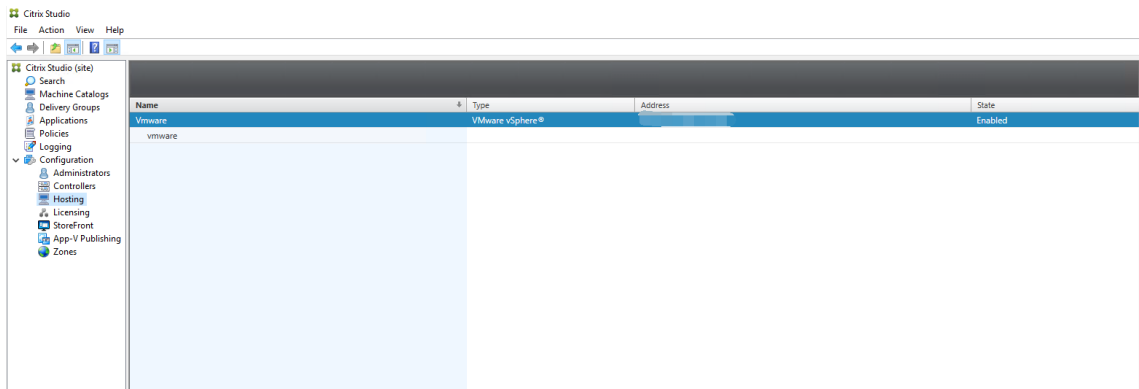 Citrix Studio
File Action View Help
Citrix Studio (site)
Search
Machine Catalogs
Delivery Groups
Applications
Policies
Logging
Configuration
Administrators
Controllers
Hosting
Licensing
StoreFront
App-V Publishing
Zones
Name Type Address State
Vmware VMware vSphere® Enabled
vmware